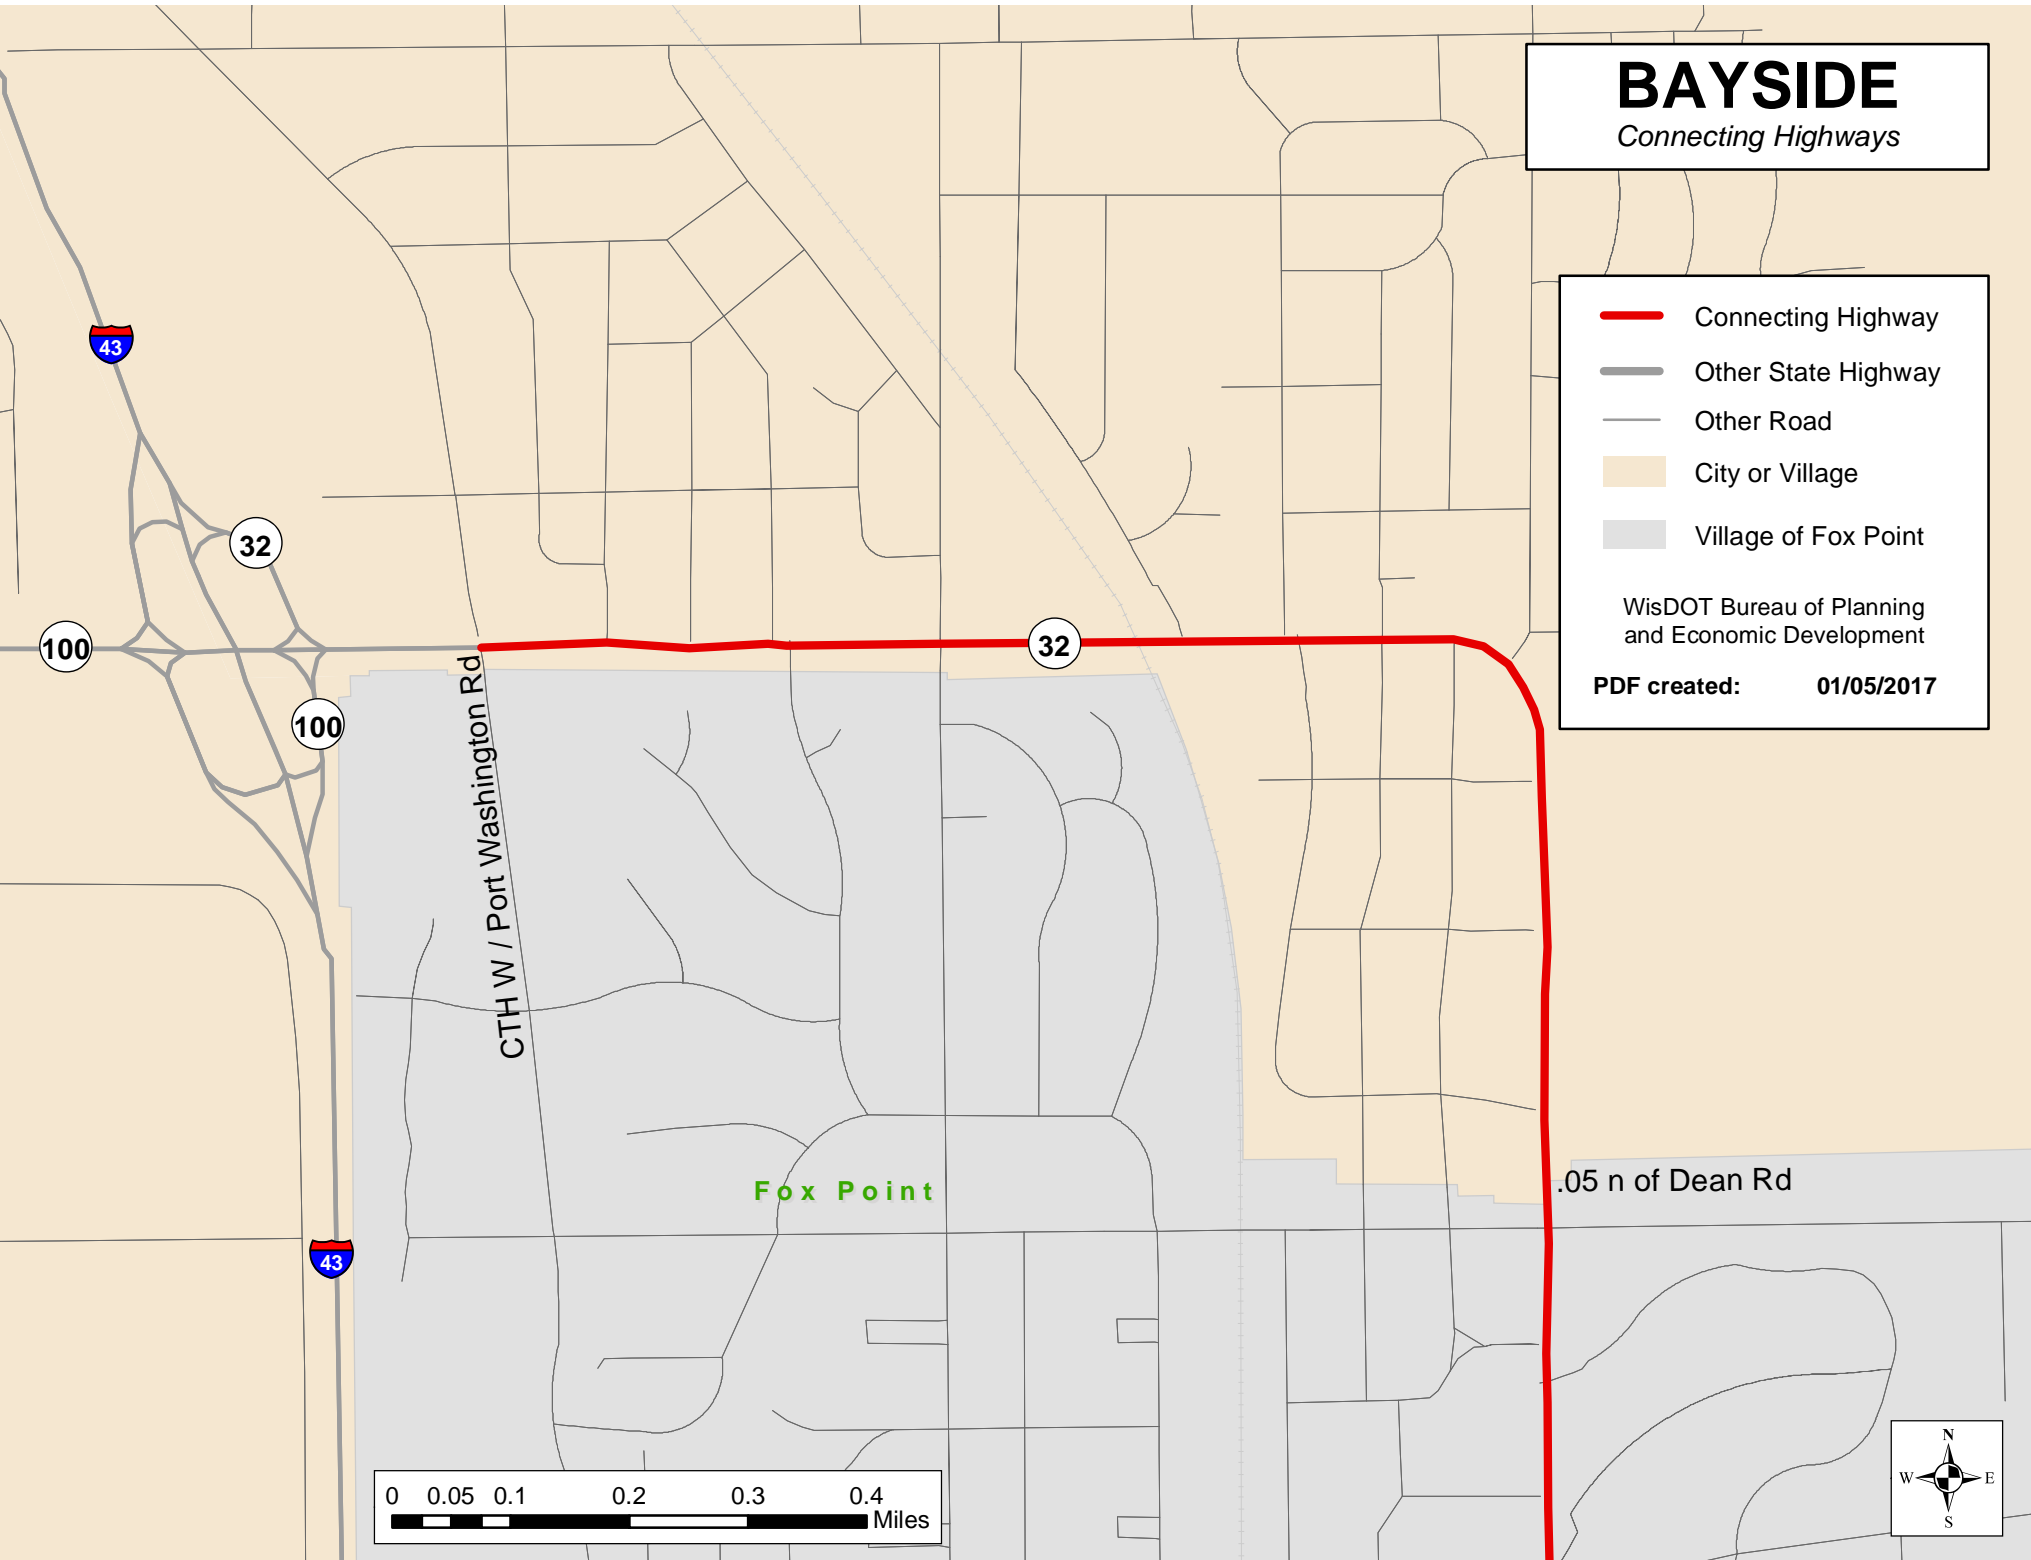 BAYSIDE
Connecting Highways
43
Connecting Highway
Other State Highway
Other Road
City or Village
Village of Fox Point
WisDOT Bureau of Planning
and Economic Development
PDF created: 01/05/2017
32
100
32
100
CTH W / Port Washington Rd
Fox Point
.05 n of Dean Rd
43
0 0.05 0.1 0.2 0.3 0.4
Miles
N
W E
S